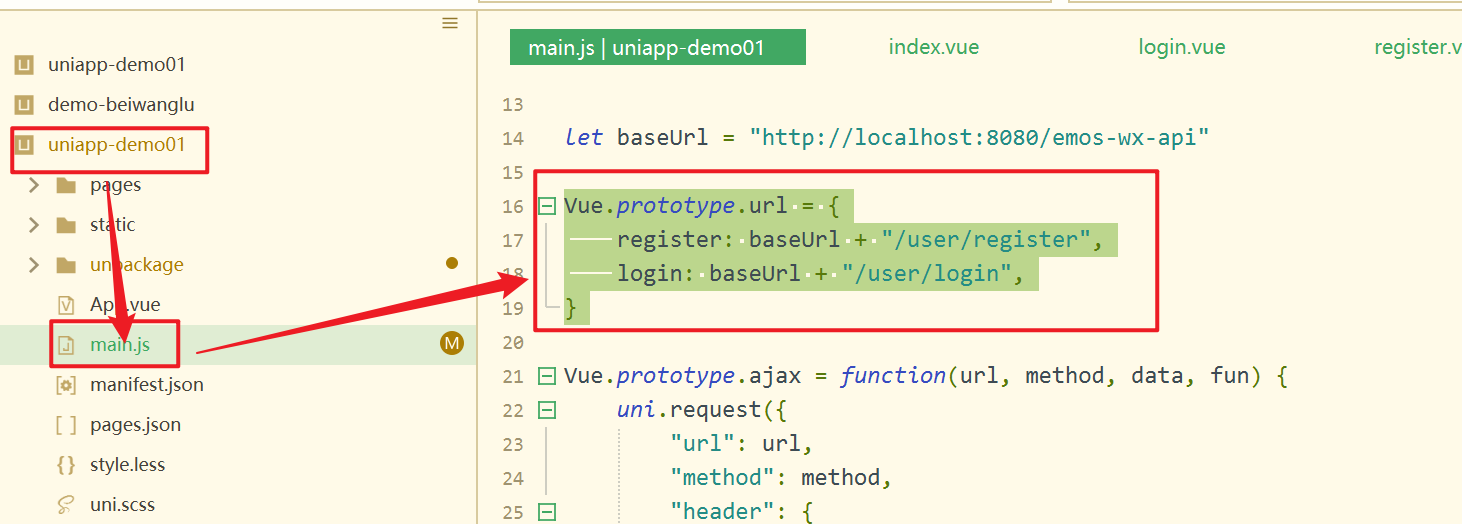 uniapp-demo01
demo-beiwanglu
uniapp-demo01
pages
static
unpackage
App.vue
main.js
M
manifest.json
pages.json
style.less
uni.scss
main.js | uniapp-demo01
index.vue
login.vue
register.v
13
14 let baseUrl = "http://localhost:8080/emos-wx-api"
15
16 Vue.prototype.url = {
17 register: baseUrl + "/user/register",
18 login: baseUrl + "/user/login",
19 }
20
21 Vue.prototype.ajax = function(url, method, data, fun) {
22 uni.request({
23 "url": url,
24 "method": method,
25 "header": {